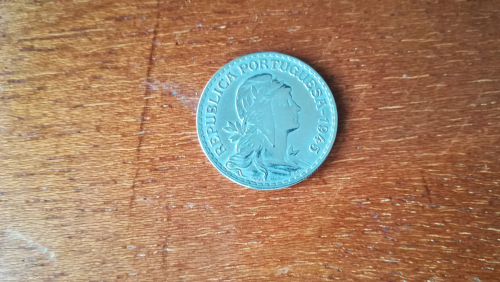 REPUBLICA PORTUGUESA · 1945